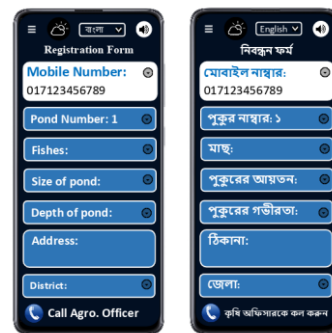 বাংলা
Registration Form
Mobile Number:
017123456789
Pond Number: 1
Fishes:
Size of pond:
Depth of pond:
Address:
District:
Call Agro. Officer
English
নিবন্ধন ফর্ম
মোবাইল নাম্বার:
017123456789
পুকুর নাম্বার: ১
মাছ:
পুকুরের আয়তন:
পুকুরের গভীরতা:
ঠিকানা:
জেলা:
কৃষি অফিসারকে কল করুন